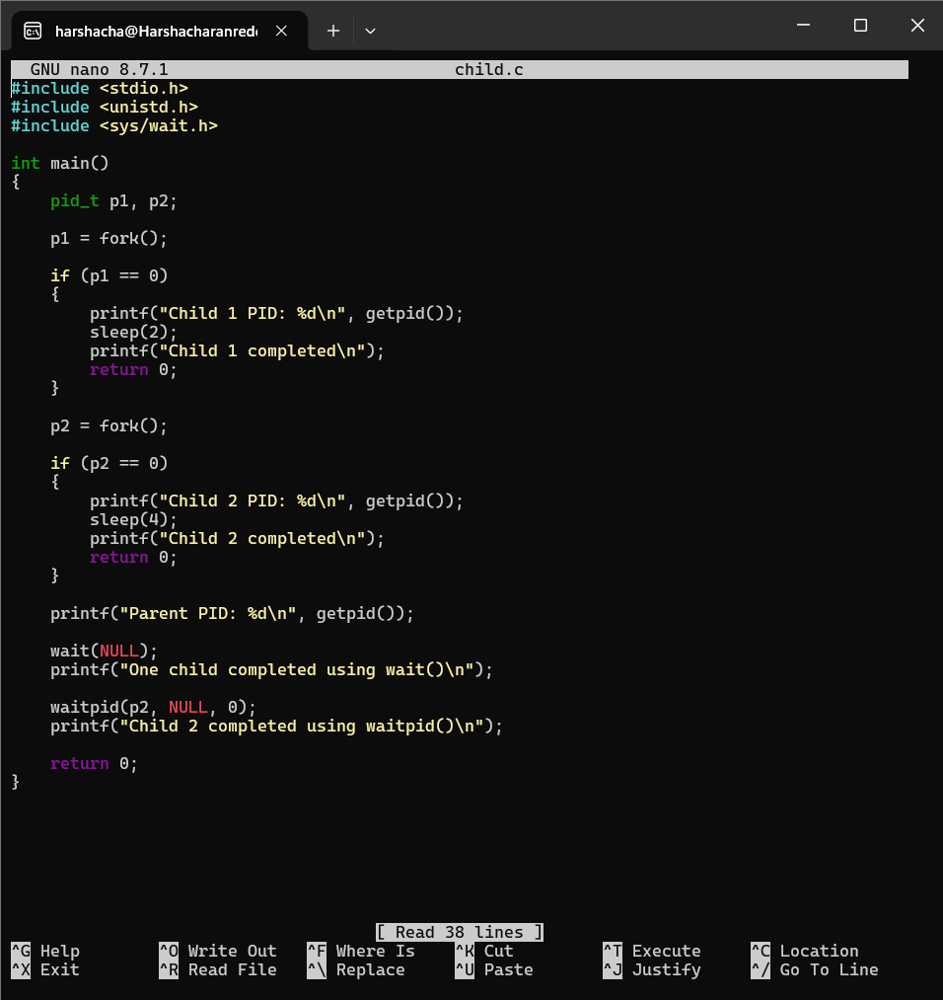 harshacha@Harshacharanred
GNU nano 8.7.1 child.c
#include <stdio.h>
#include <unistd.h>
#include <sys/wait.h>

int main()
{
    pid_t p1, p2;

    p1 = fork();

    if (p1 == 0)
    {
        printf("Child 1 PID: %d\n", getpid());
        sleep(2);
        printf("Child 1 completed\n");
        return 0;
    }

    p2 = fork();

    if (p2 == 0)
    {
        printf("Child 2 PID: %d\n", getpid());
        sleep(4);
        printf("Child 2 completed\n");
        return 0;
    }

    printf("Parent PID: %d\n", getpid());

    wait(NULL);
    printf("One child completed using wait()\n");

    waitpid(p2, NULL, 0);
    printf("Child 2 completed using waitpid()\n");

    return 0;
}
[ Read 38 lines ]
^G Help ^O Write Out ^F Where Is ^K Cut ^T Execute ^C Location
^X Exit ^R Read File ^\ Replace ^U Paste ^J Justify ^/ Go To Line